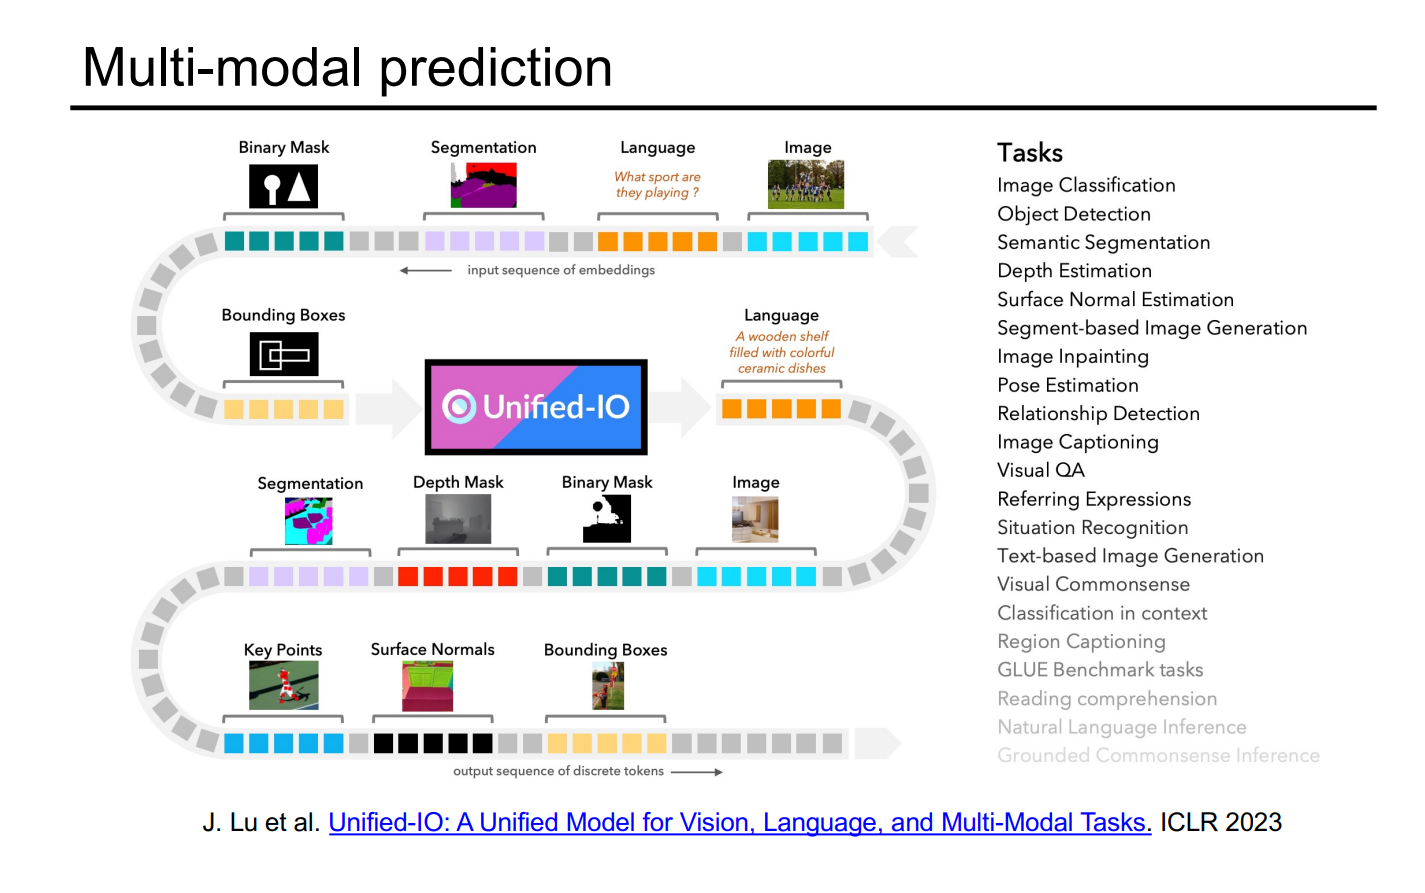 Multi-modal prediction
Binary Mask
Segmentation
Language
Image
What sport are
they playing ?
input sequence of embeddings
Bounding Boxes
Unified-IO
Language
A wooden shelf
filled with colorful
ceramic dishes
Segmentation
Depth Mask
Binary Mask
Image
Key Points
Surface Normals
Bounding Boxes
output sequence of discrete tokens
Tasks
Image Classification
Object Detection
Semantic Segmentation
Depth Estimation
Surface Normal Estimation
Segment-based Image Generation
Image Inpainting
Pose Estimation
Relationship Detection
Image Captioning
Visual QA
Referring Expressions
Situation Recognition
Text-based Image Generation
Visual Commonsense
Classification in context
Region Captioning
GLUE Benchmark tasks
Reading comprehension
Natural Language Inference
Grounded Commonsense Inference
J. Lu et al. Unified-IO: A Unified Model for Vision, Language, and Multi-Modal Tasks. ICLR 2023